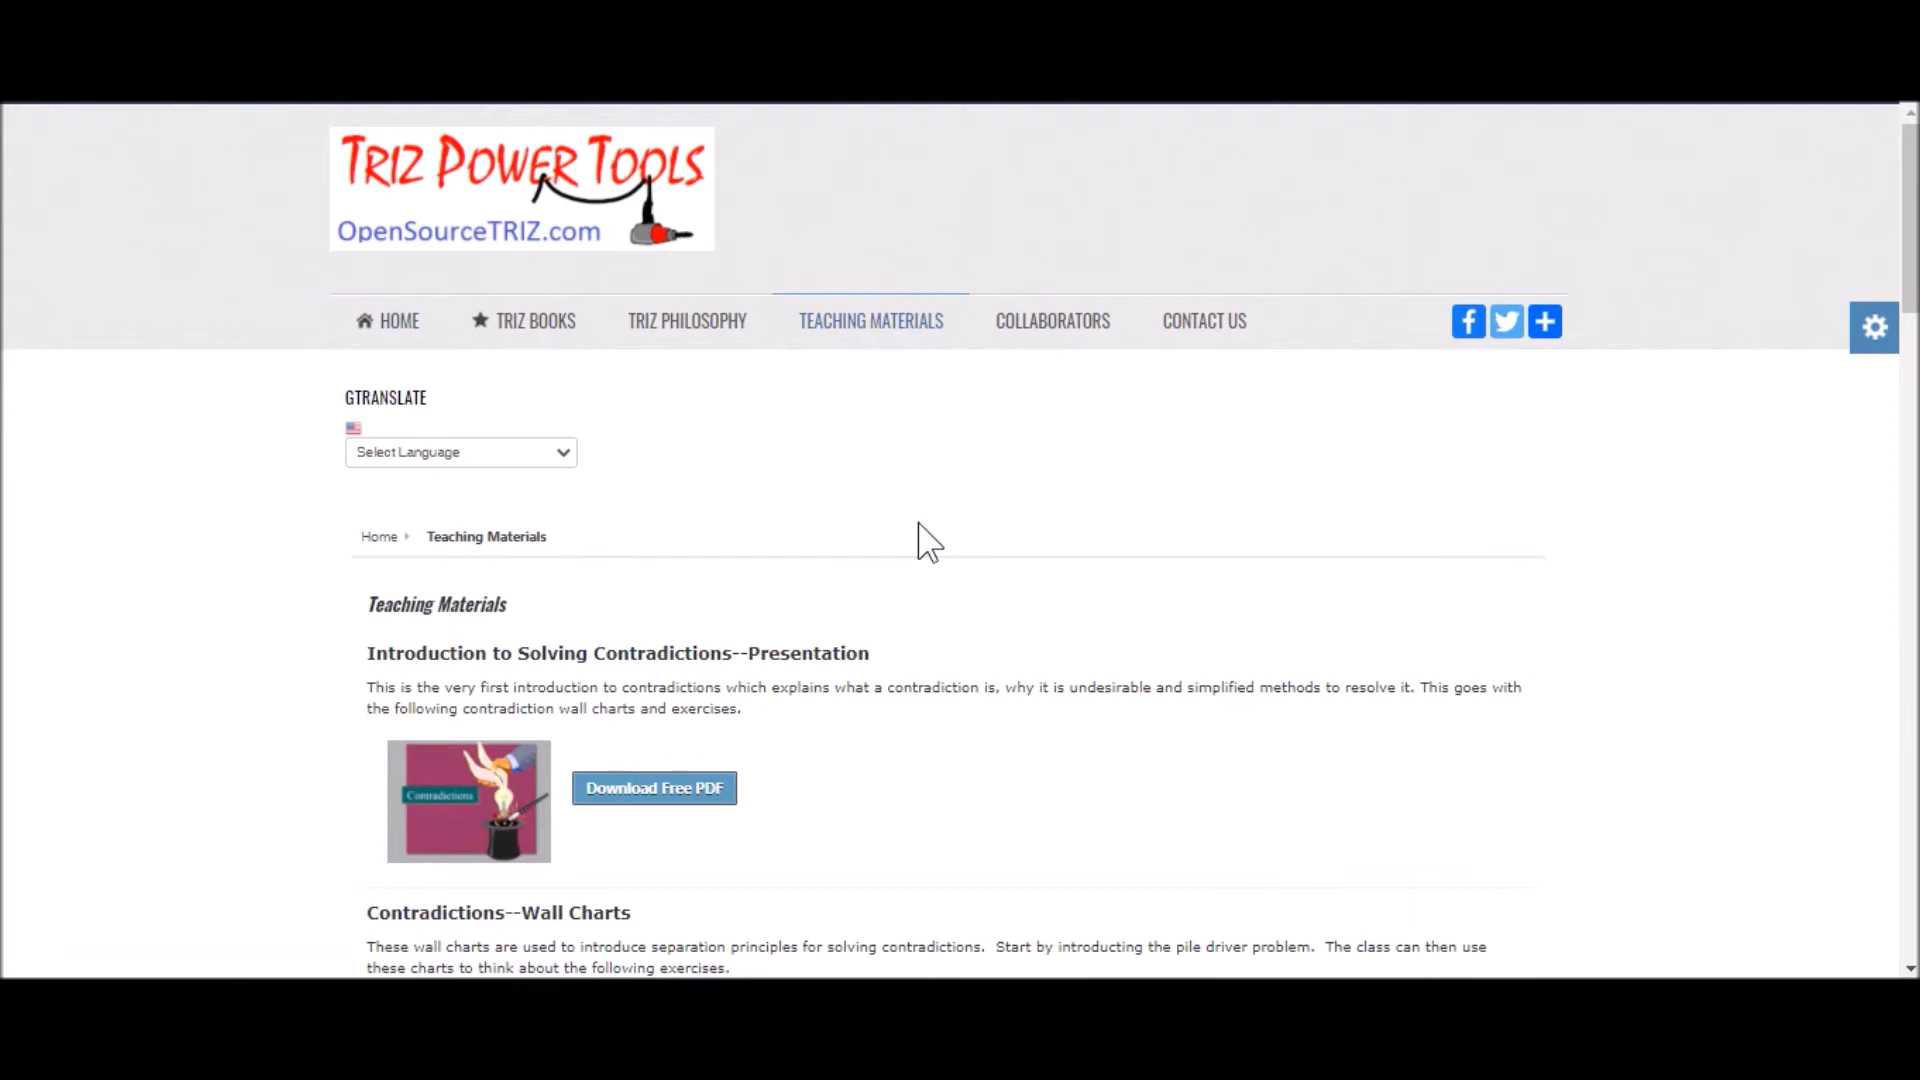 TRIZ POWER TOOLS
OpenSourceTRIZ.com
HOME TRIZ BOOKS TRIZ PHILOSOPHY TEACHING MATERIALS COLLABORATORS CONTACT US
GTRANSLATE
Select Language
Home Teaching Materials
Teaching Materials
Introduction to Solving Contradictions--Presentation
This is the very first introduction to contradictions which explains what a contradiction is, why it is undesirable and simplified methods to resolve it. This goes with
the following contradiction wall charts and exercises.
Contradictions
Download Free PDF
Contradictions--Wall Charts
These wall charts are used to introduce separation principles for solving contradictions. Start by introducting the pile driver problem. The class can then use
these charts to think about the following exercises.